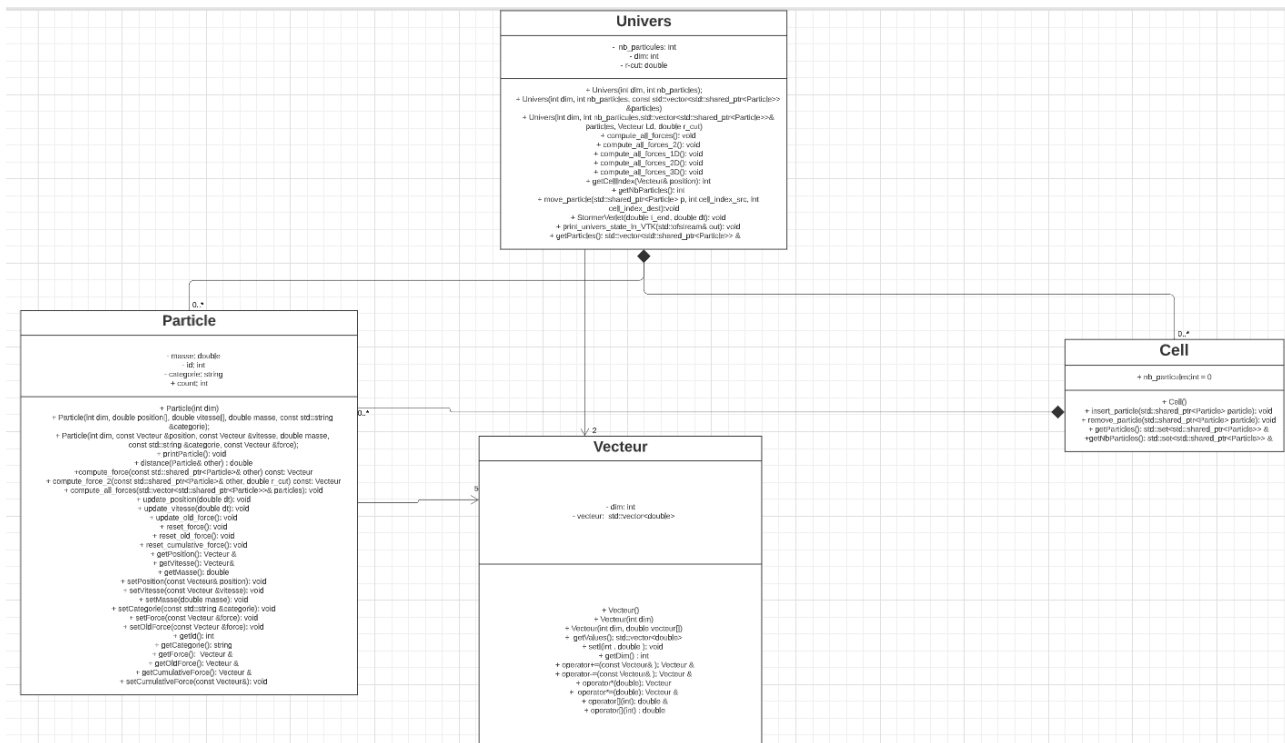 Univers
- nb_particules: int
- dim: int
- r-cut: double
+ Univers(int dim, int nb_particles);
+ Univers(int dim, int nb_particles, const std::vector<std::shared_ptr<Particle>>
&particles)
+ Univers(int dim, int nb_particules,std::vector<std::shared_ptr<Particle>>&
particles, Vecteur Ld, double r_cut)
+ compute_all_forces(): void
+ compute_all_forces_2(): void
+ compute_all_forces_1D(): void
+ compute_all_forces_2D(): void
+ compute_all_forces_3D(): void
+ getCellIndex(Vecteur& position): int
+ getNbParticles(): int
+ move_particle(std::shared_ptr<Particle> p, int cell_index_src, int
cell_index_dest):void
+ StormerVerlet(double t_end, double dt): void
+ print_univers_state_in_VTK(std::ofstream& out): void
+ getParticles(): std::vector<std::shared_ptr<Particle>> &
0..*
Particle
- masse: double
- id: int
- categorie: string
+ count: int
+ Particle(int dim)
+ Particle(int dim, double position[], double vitesse[], double masse, const std::string
&categorie);
+ Particle(int dim, const Vecteur &position, const Vecteur &vitesse, double masse,
const std::string &categorie, const Vecteur &force);
+ printParticle(): void
+ distance(Particle& other) : double
+compute_force(const std::shared_ptr<Particle>& other) const: Vecteur
+ compute_force_2(const std::shared_ptr<Particle>& other, double r_cut) const: Vecteur
+ compute_all_forces(std::vector<std::shared_ptr<Particle>>& particles): void
+ update_position(double dt): void
+ update_vitesse(double dt): void
+ update_old_force(): void
+ reset_force(): void
+ reset_old_force(): void
+ reset_cumulative_force(): void
+ getPosition(): Vecteur &
+ getVitesse(): Vecteur&
+ getMasse(): double
+ setPosition(const Vecteur& position): void
+ setVitesse(const Vecteur &vitesse): void
+ setMasse(double masse): void
+ setCategorie(const std::string &categorie): void
+ setForce(const Vecteur &force): void
+ setOldForce(const Vecteur &force): void
+ getId(): int
+ getCategorie(): string
+ getForce():  Vecteur &
+ getOldForce(): Vecteur &
+ getCumulativeForce(): Vecteur &
+ setCumulativeForce(const Vecteur&): void
0..*
5
2
Vecteur
- dim: int
- vecteur:  std::vector<double>
+ Vecteur()
+ Vecteur(int dim)
+ Vecteur(int dim, double vecteur[])
+  getValues(): std::vector<double>
+ setI(int , double ): void
+ getDim() : int
+ operator+=(const Vecteur& ): Vecteur &
+ operator-=(const Vecteur& ): Vecteur &
+ operator*(double): Vecteur
+  operator*=(double): Vecteur &
+ operator[](int): double &
+ operator[](int) : double
0..*
Cell
+ nb_particules:int = 0
+ Cell()
+ insert_particle(std::shared_ptr<Particle> particle): void
+ remove_particle(std::shared_ptr<Particle> particle): void
+ getParticles(): std::set<std::shared_ptr<Particle>> &
+getNbParticles(): std::set<std::shared_ptr<Particle>> &